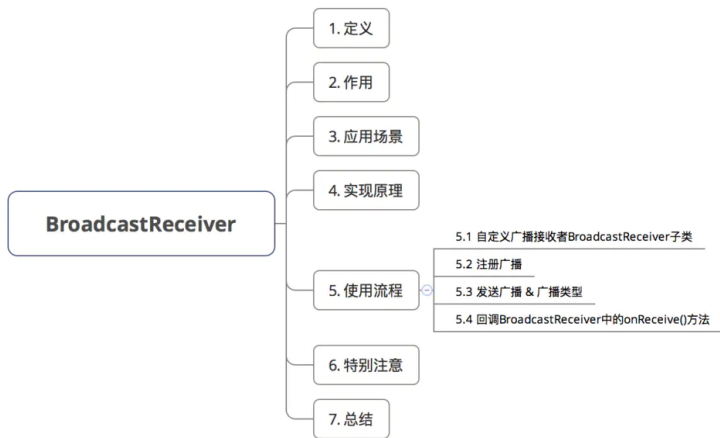 1. 定义
2. 作用
3. 应用场景
4. 实现原理
BroadcastReceiver
5. 使用流程
5.1 自定义广播接收者BroadcastReceiver子类
5.2 注册广播
5.3 发送广播 & 广播类型
5.4 回调BroadcastReceiver中的onReceive()方法
6. 特别注意
7. 总结